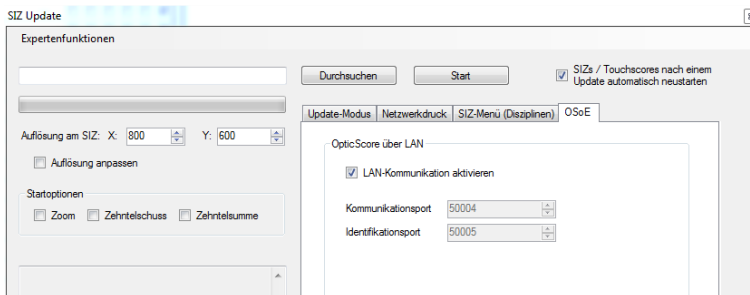 SIZ Update
Expertenfunktionen
Durchsuchen
Start
SIZs / Touchscores nach einem
Update automatisch neustarten
Auflösung am SIZ: X: 800 Y: 600
Auflösung anpassen
Startoptionen
Zoom Zehntelschuss Zehntelsumme
Update-Modus Netzwerkdruck SIZ-Menü (Disziplinen) OSoE
OpticScore über LAN
LAN-Kommunikation aktivieren
Kommunikationsport 50004
Identifikationsport 50005